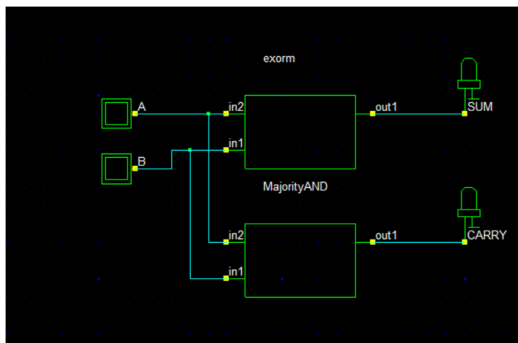 exorm
A
in2
out1
SUM
B
in1
MajorityAND
in2
out1
CARRY
in1